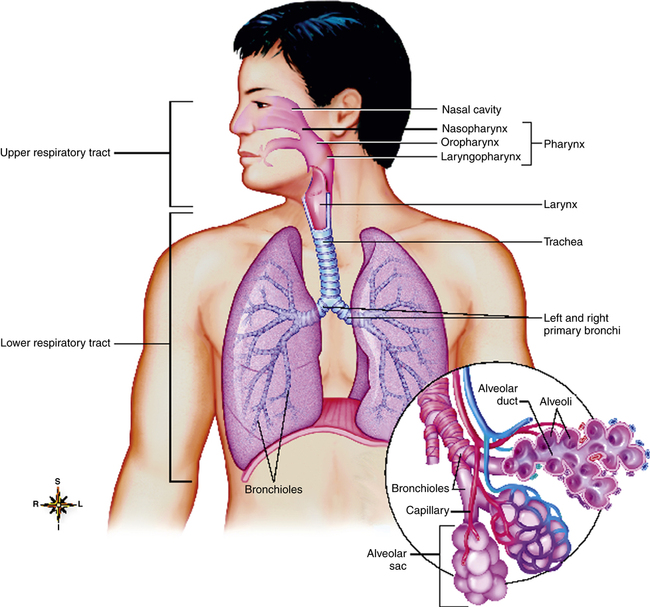 Nasal cavity
Nasopharynx
Oropharynx
Laryngopharynx
Pharynx
Upper respiratory tract
Larynx
Trachea
Left and right
primary bronchi
Lower respiratory tract
Alveolar
duct
Alveoli
Bronchioles
Bronchioles
Capillary
Alveolar
sac
S
R L
I